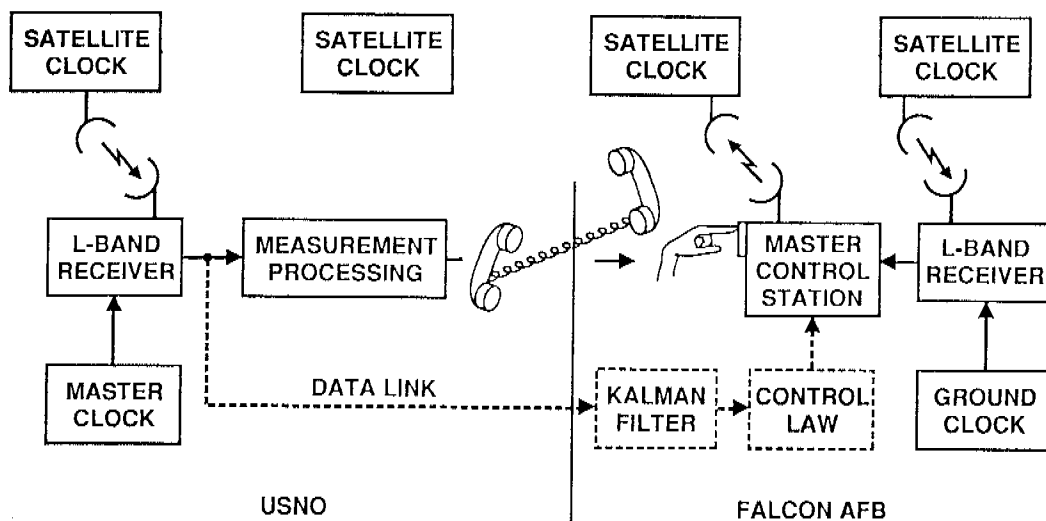 SATELLITE
CLOCK
SATELLITE
CLOCK
SATELLITE
CLOCK
SATELLITE
CLOCK
L-BAND
RECEIVER
MEASUREMENT
PROCESSING
MASTER
CONTROL
STATION
L-BAND
RECEIVER
MASTER
CLOCK
DATA LINK
KALMAN
FILTER
CONTROL
LAW
GROUND
CLOCK
USNO
FALCON AFB